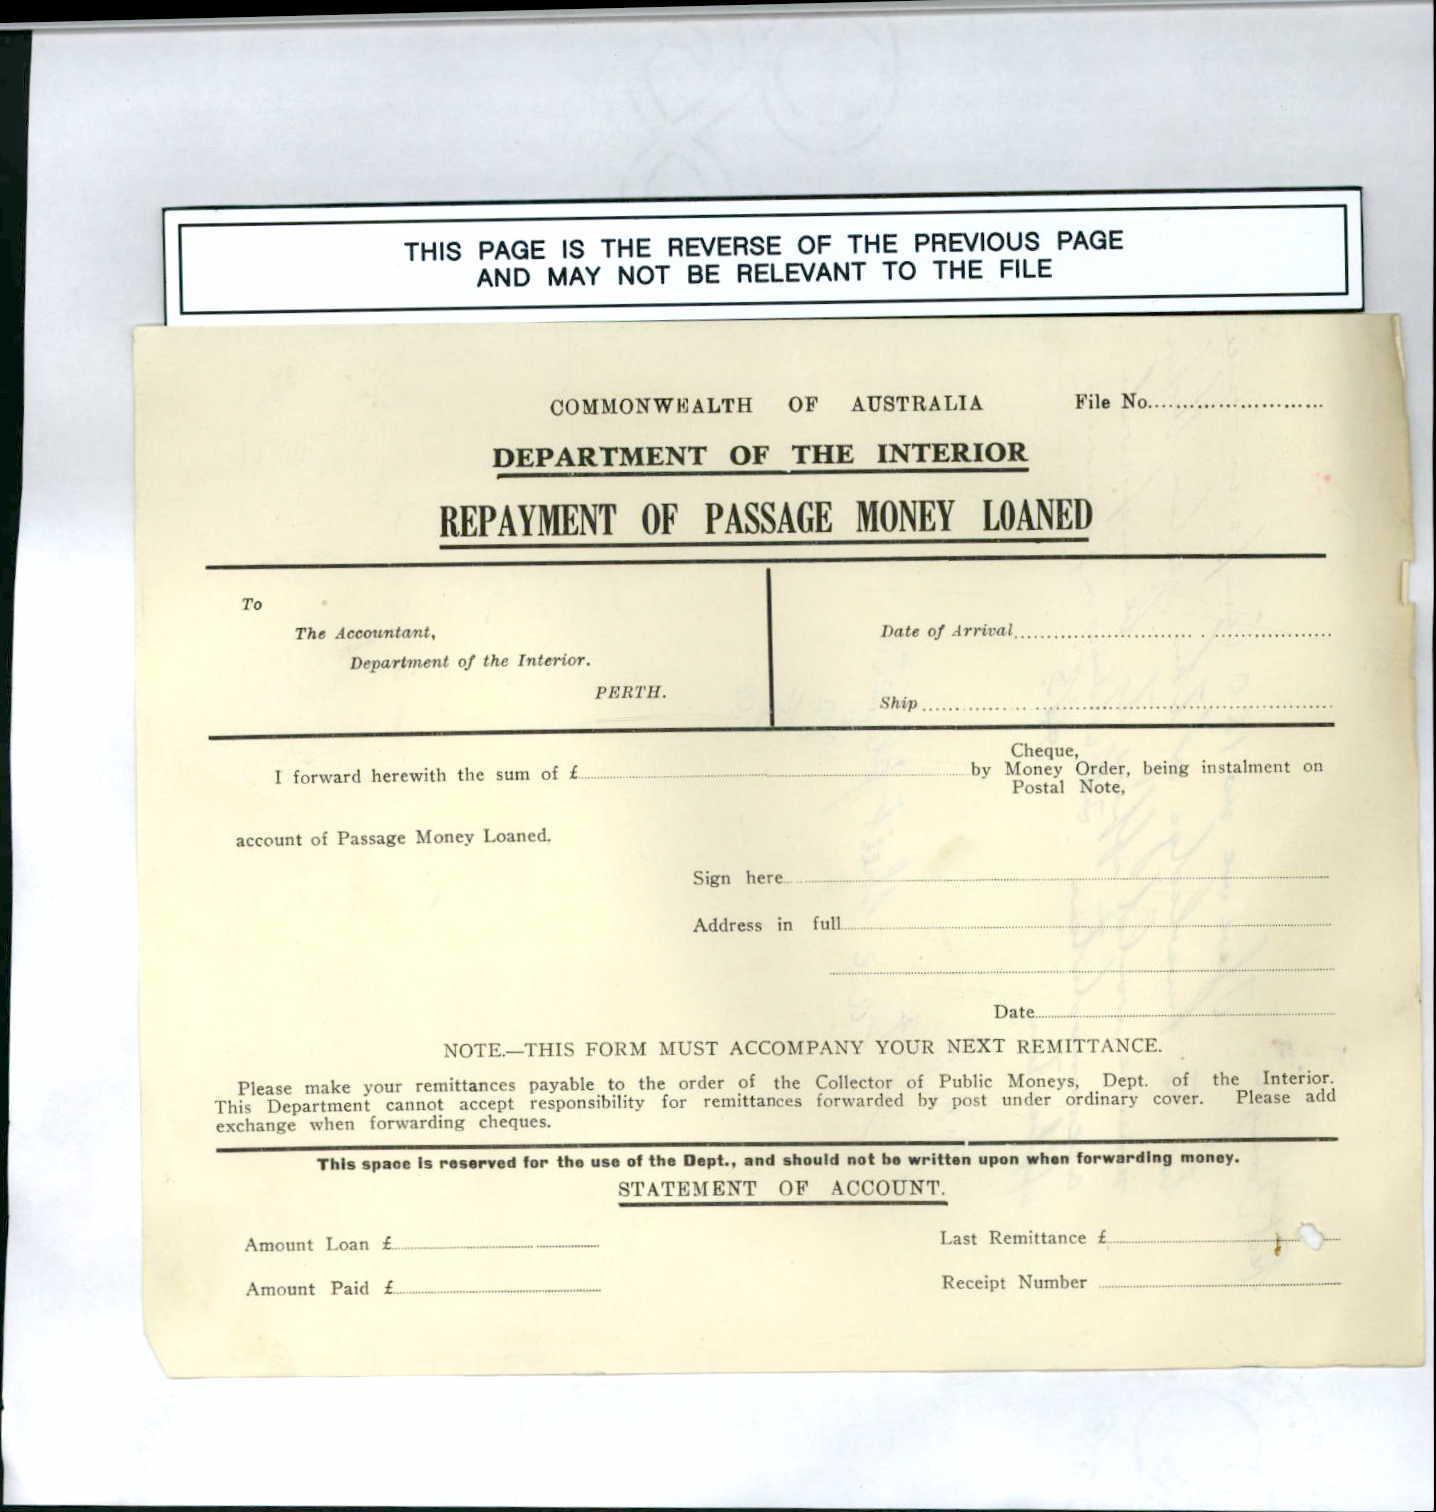 THIS PAGE IS THE REVERSE OF THE PREVIOUS PAGE
AND MAY NOT BE RELEVANT TO THE FILE
COMMONWEALTH OF AUSTRALIA File No.........................
DEPARTMENT OF THE INTERIOR
REPAYMENT OF PASSAGE MONEY LOANED
To
The Accountant,
Department of the Interior.
PERTH.
Date of Arrival
Ship
I forward herewith the sum of £
Cheque,
by Money Order, being instalment on
Postal Note,
account of Passage Money Loaned.
Sign here
Address in full
Date
NOTE.—THIS FORM MUST ACCOMPANY YOUR NEXT REMITTANCE.
Please make your remittances payable to the order of the Collector of Public Moneys, Dept. of the Interior.
This Department cannot accept responsibility for remittances forwarded by post under ordinary cover. Please add
exchange when forwarding cheques.
This space is reserved for the use of the Dept., and should not be written upon when forwarding money.
STATEMENT OF ACCOUNT.
Amount Loan £
Last Remittance £
Amount Paid £
Receipt Number